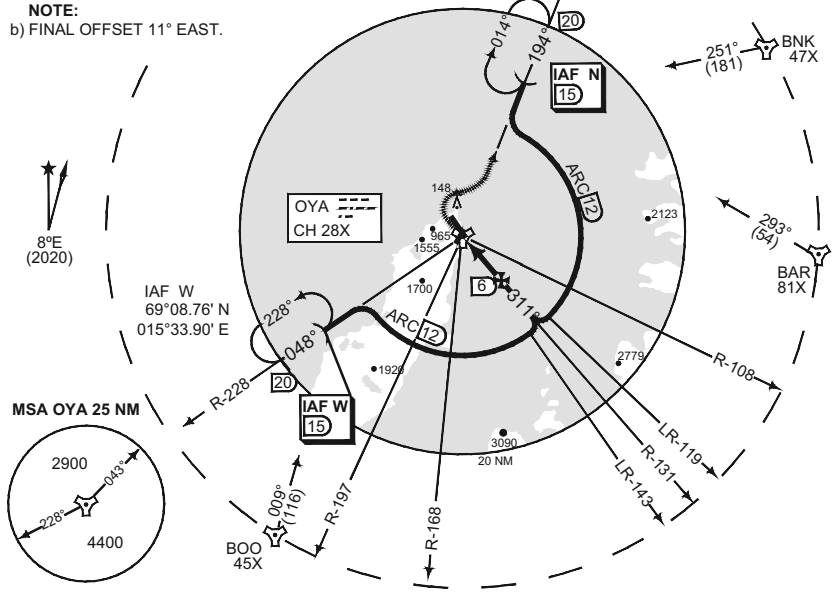 NOTE:
b) FINAL OFFSET 11° EAST.
20
014°
194°
IAF N
15
251°
(181)
BNK
47X
8ºE
(2020)
OYA
CH 28X
148
965
1555
1700
1920
2123
2779
3090
20 NM
ARC 12
293°
(54)
BAR
81X
6
311°
IAF W
69°08.76' N
015°33.90' E
228°
048°
ARC 12
20
R-228
IAF W
15
R-108
LR-119
R-131
LR-143
R-168
R-197
009°
(116)
BOO
45X
MSA OYA 25 NM
2900
043°
228°
4400